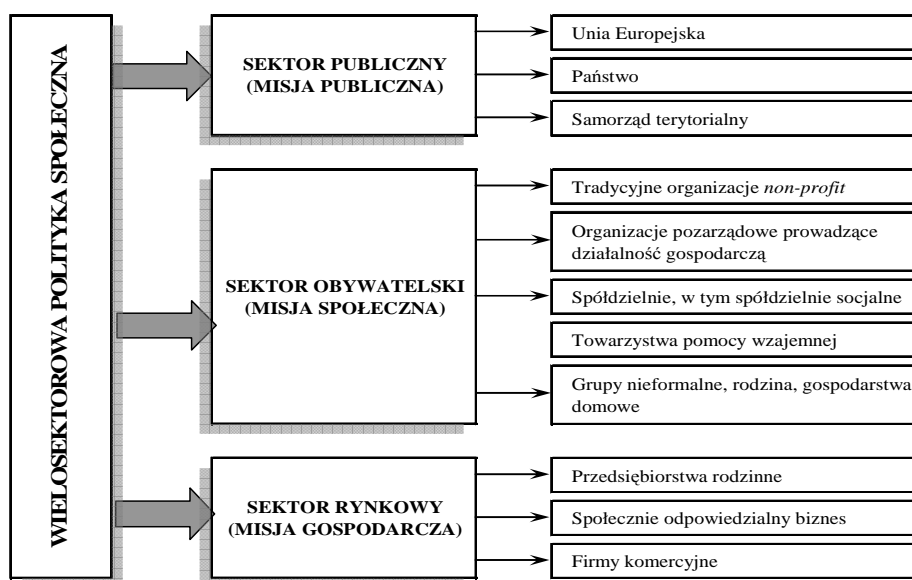 WIELOSEKTOROWA POLITYKA SPOŁECZNA
SEKTOR PUBLICZNY
(MISJA PUBLICZNA)
Unia Europejska
Państwo
Samorząd terytorialny
SEKTOR OBYWATELSKI
(MISJA SPOŁECZNA)
Tradycyjne organizacje non-profit
Organizacje pozarządowe prowadzące
działalność gospodarczą
Spółdzielnie, w tym spółdzielnie socjalne
Towarzystwa pomocy wzajemnej
Grupy nieformalne, rodzina, gospodarstwa
domowe
SEKTOR RYNKOWY
(MISJA GOSPODARCZA)
Przedsiębiorstwa rodzinne
Społecznie odpowiedzialny biznes
Firmy komercyjne